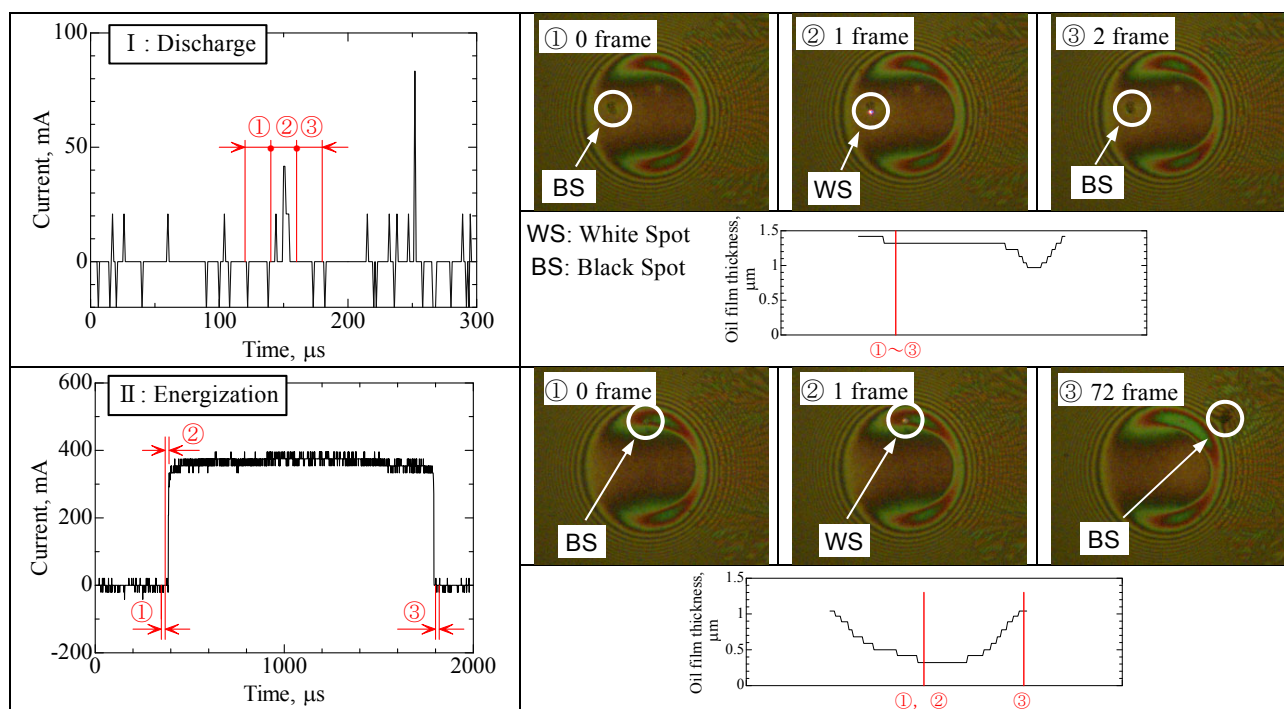 Ⅰ : Discharge
100
50
0
Current, mA
① ② ③
0 100 200 300
Time, μs
① 0 frame
BS
② 1 frame
WS
③ 2 frame
BS
WS: White Spot
BS: Black Spot
Oil film thickness,
μm
1.5
1
0.5
0
①～③
Ⅱ : Energization
600
400
200
0
-200
Current, mA
②
①
③
0 1000 2000
Time, μs
① 0 frame
BS
② 1 frame
WS
③ 72 frame
BS
Oil film thickness,
μm
1.5
1
0.5
0
①, ②
③